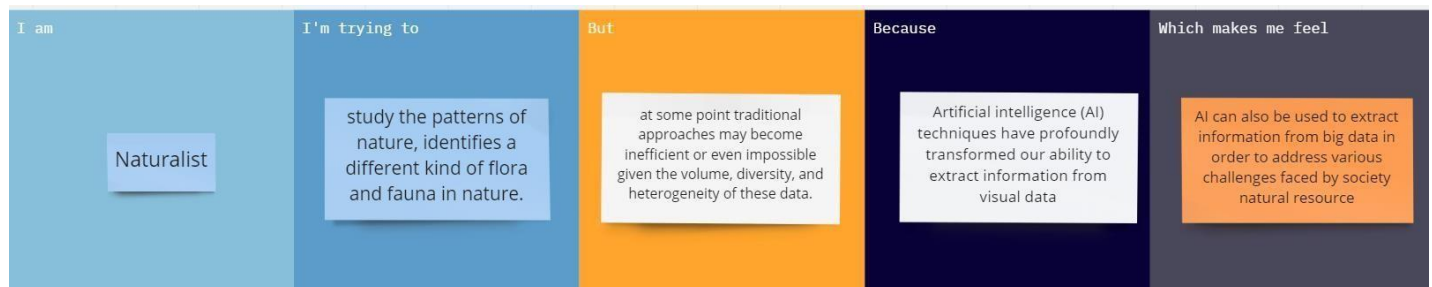 I am
Naturalist
I'm trying to
study the patterns of
nature, identifies a
different kind of flora
and fauna in nature.
But
at some point traditional
approaches may become
inefficient or even impossible
given the volume, diversity, and
heterogeneity of these data.
Because
Artificial intelligence (AI)
techniques have profoundly
transformed our ability to
extract information from
visual data
Which makes me feel
AI can also be used to extract
information from big data in
order to address various
challenges faced by society
natural resource